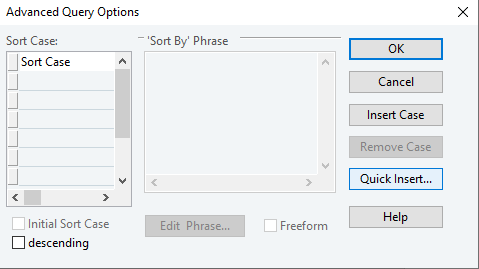 Advanced Query Options
Sort Case:
'Sort By' Phrase
OK
Sort Case
Cancel
Insert Case
Remove Case
Quick Insert...
Initial Sort Case
Edit Phrase...
Freeform
Help
descending